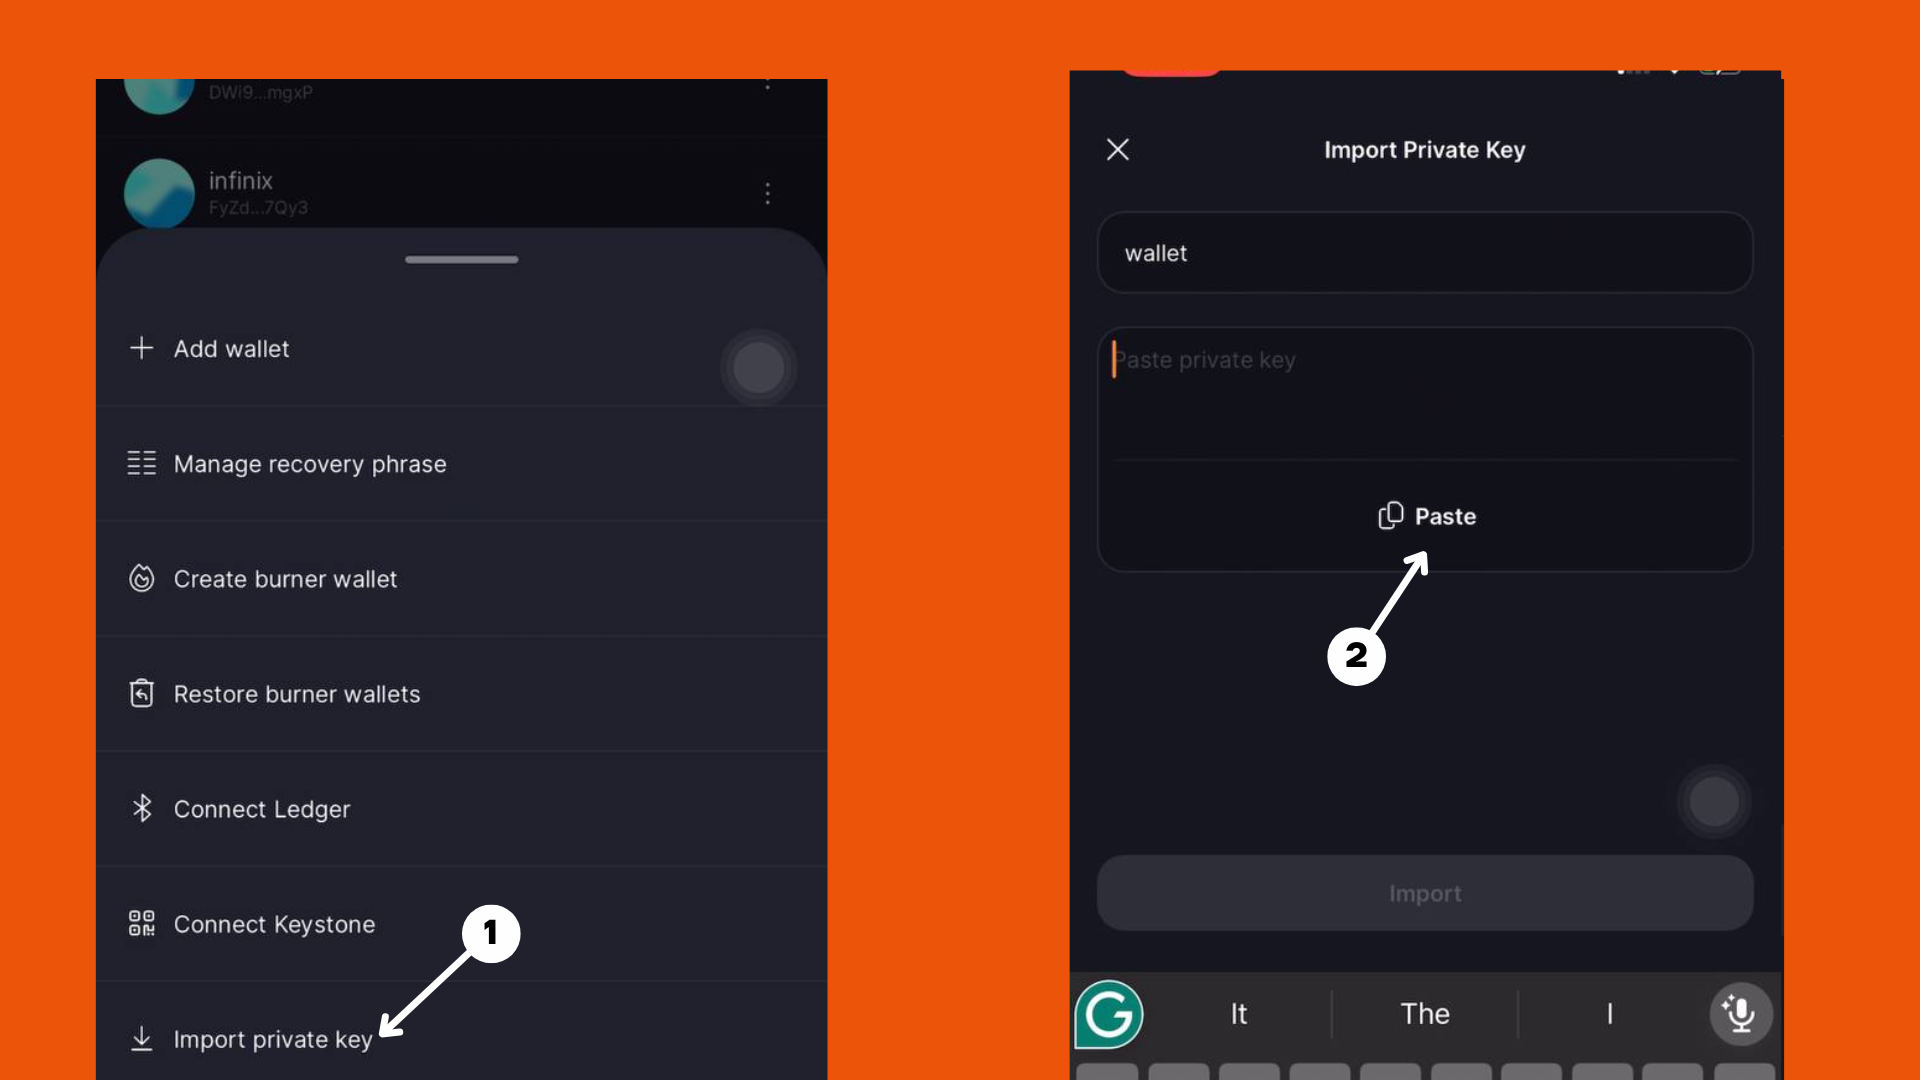 DWi9...mgxP
infinix
FyZd...7Qy3
Add wallet
Manage recovery phrase
Create burner wallet
Restore burner wallets
Connect Ledger
Connect Keystone
1
Import private key
Import Private Key
wallet
Paste private key
Paste
2
Import
G
It
The
I